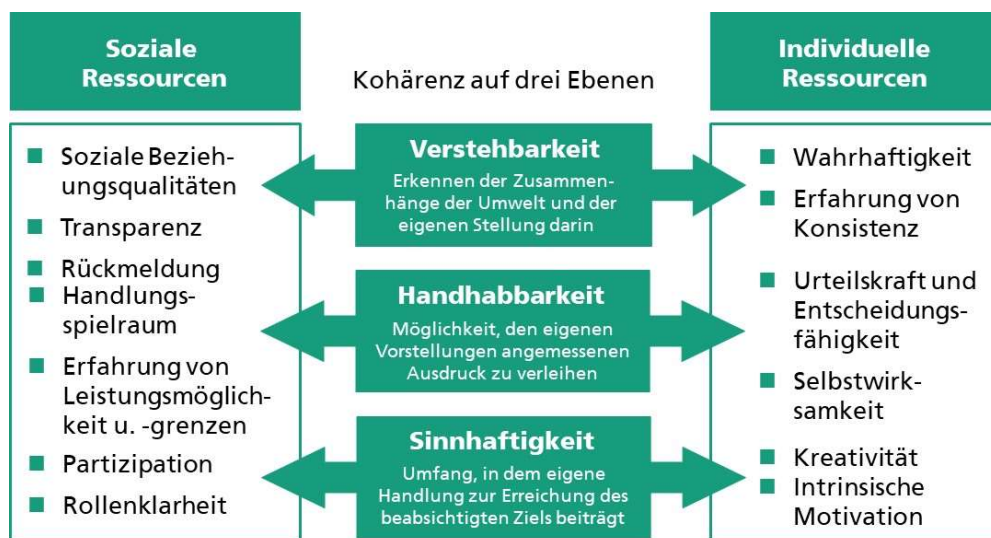 Soziale
Ressourcen
Soziale Bezieh-
ungsqualitäten
Transparenz
Rückmeldung
Handlungs-
spielraum
Erfahrung von
Leistungsmöglich-
keit u. -grenzen
Partizipation
Rollenklarheit
Kohärenz auf drei Ebenen
Verstehbarkeit
Erkennen der Zusammen-
hänge der Umwelt und der
eigenen Stellung darin
Handhabbarkeit
Möglichkeit, den eigenen
Vorstellungen angemessenen
Ausdruck zu verleihen
Sinnhaftigkeit
Umfang, in dem eigene
Handlung zur Erreichung des
beabsichtigten Ziels beiträgt
Individuelle
Ressourcen
Wahrhaftigkeit
Erfahrung von
Konsistenz
Urteilskraft und
Entscheidungs-
fähigkeit
Selbstwirk-
samkeit
Kreativität
Intrinsische
Motivation